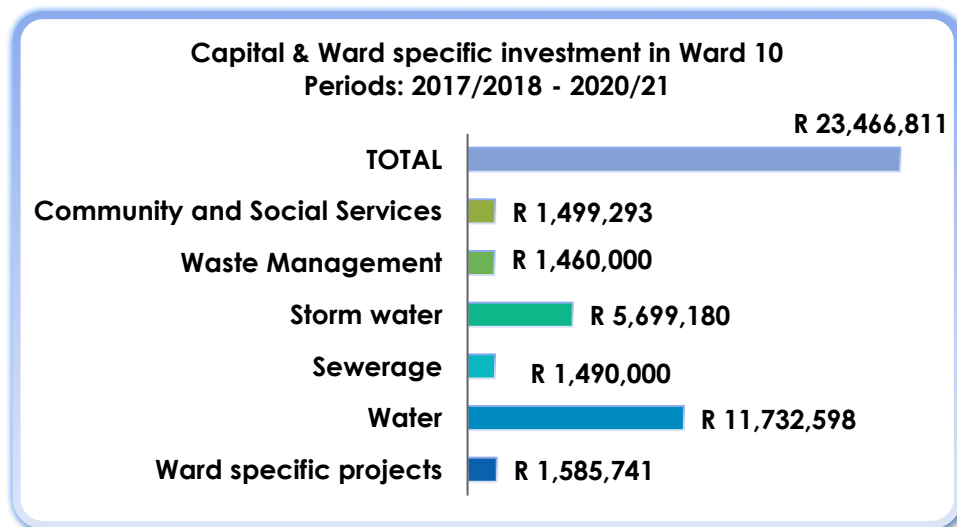 Capital & Ward specific investment in Ward 10
Periods: 2017/2018 - 2020/21
R 23,466,811
TOTAL
Community and Social Services R 1,499,293
Waste Management R 1,460,000
Storm water R 5,699,180
Sewerage R 1,490,000
Water R 11,732,598
Ward specific projects R 1,585,741